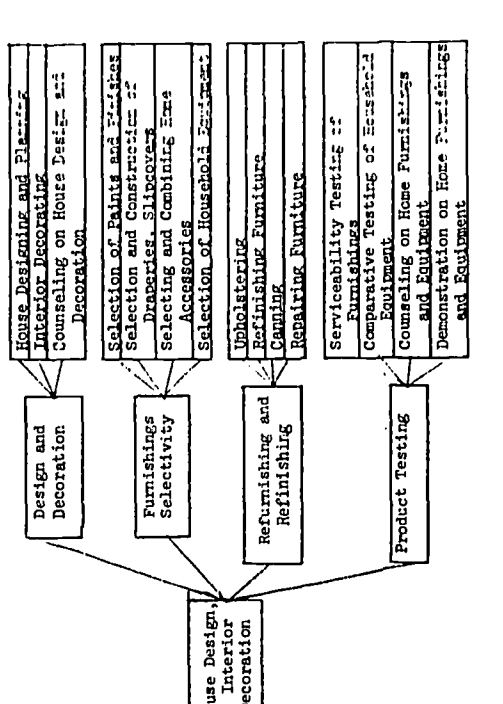 House Designing and Planning
Interior Decorating
Counseling on House Design and
Decoration
Selection of Paints and Finishes
Selection and Construction of
Draperies, Slipcovers
Selecting and Combining Home
Accessories
Selection of Household Equipment
Upholstering
Refinishing Furniture
Caning
Repairing Furniture
Serviceability Testing of
Furnishings
Comparative Testing of Household
Equipment
Counseling on Home Furnishings
and Equipment
Demonstration on Home Furnishings
and Equipment
Design and
Decoration
Furnishings
Selectivity
Refurnishing and
Refinishing
Product Testing
use Design,
Interior
ecoration